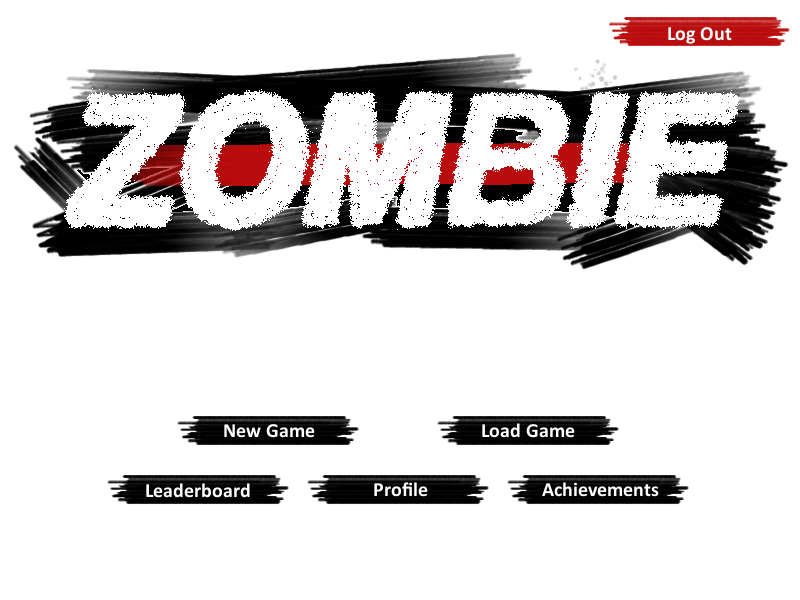 Log Out
ZOMBIE
New Game
Load Game
Leaderboard
Profile
Achievements